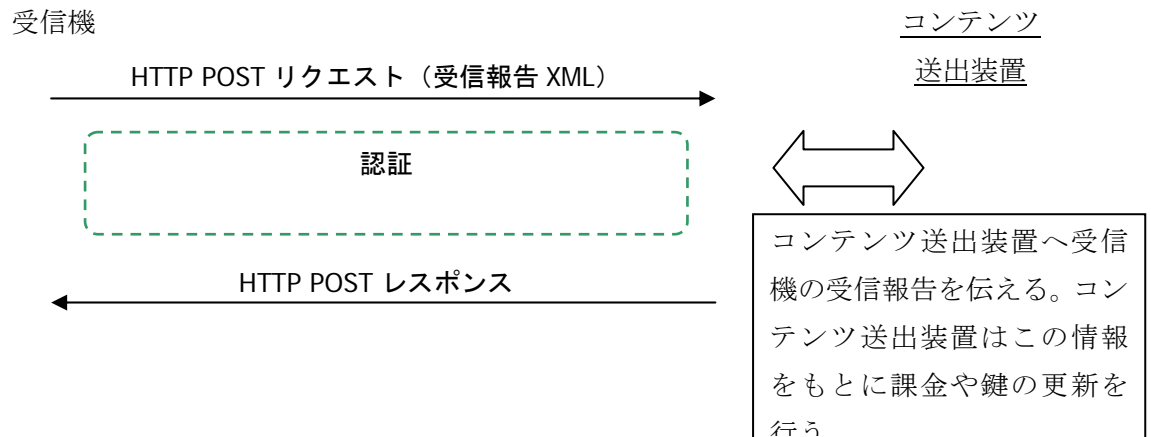 受信機
コンテンツ
送出装置
HTTP POST リクエスト（受信報告 XML）
認証
HTTP POST レスポンス
コンテンツ送出装置へ受信
機の受信報告を伝える。コン
テンツ送出装置はこの情報
をもとに課金や鍵の更新を
行う